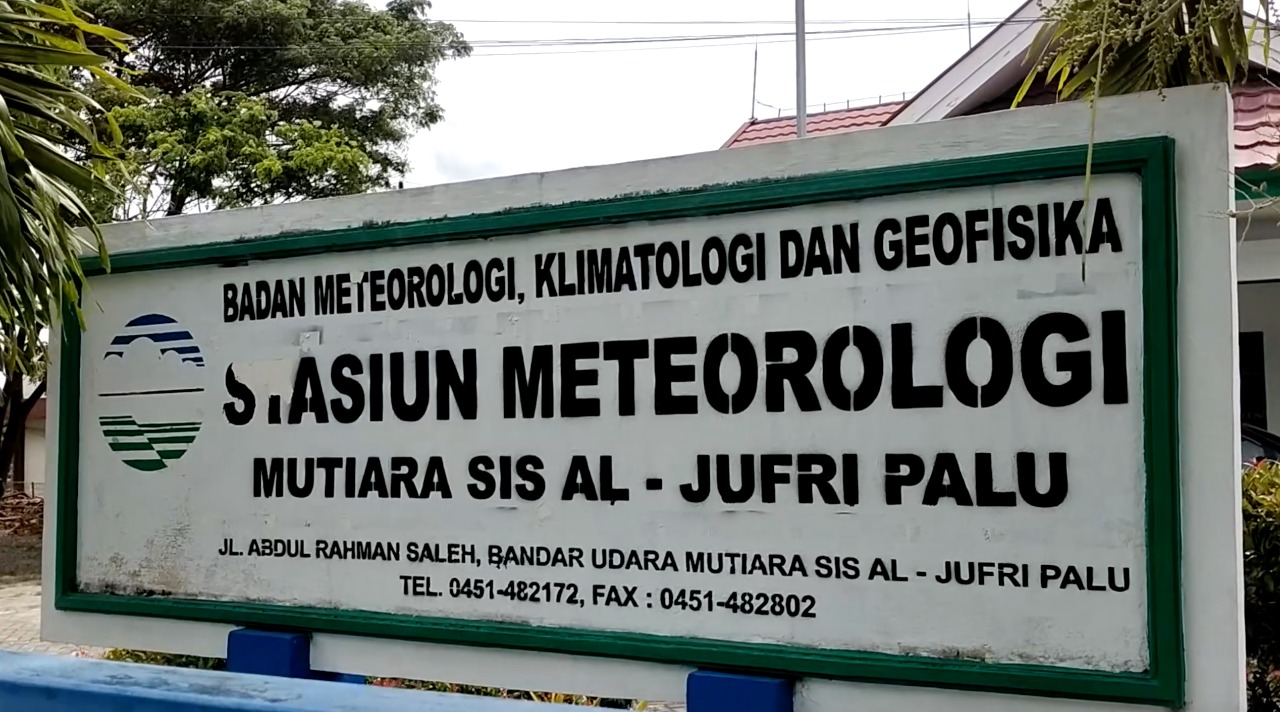 BADAN METEOROLOGI, KLIMATOLOGI DAN GEOFISIKA
STASIUN METEOROLOGI
MUTIARA SIS AL - JUFRI PALU
JL. ABDUL RAHMAN SALEH, BANDAR UDARA MUTIARA SIS AL - JUFRI PALU
TEL. 0451-482172, FAX : 0451-482802